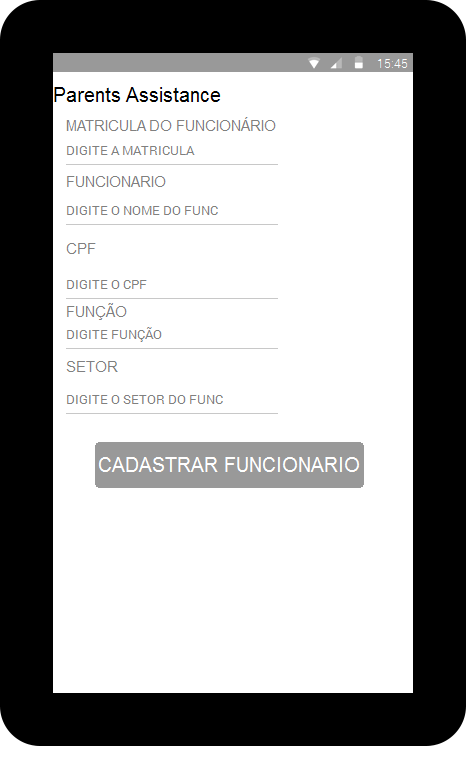 15:45
Parents Assistance
MATRICULA DO FUNCIONÁRIO
DIGITE A MATRICULA
FUNCIONARIO
DIGITE O NOME DO FUNC
CPF
DIGITE O CPF
FUNÇÃO
DIGITE FUNÇÃO
SETOR
DIGITE O SETOR DO FUNC
CADASTRAR FUNCIONARIO